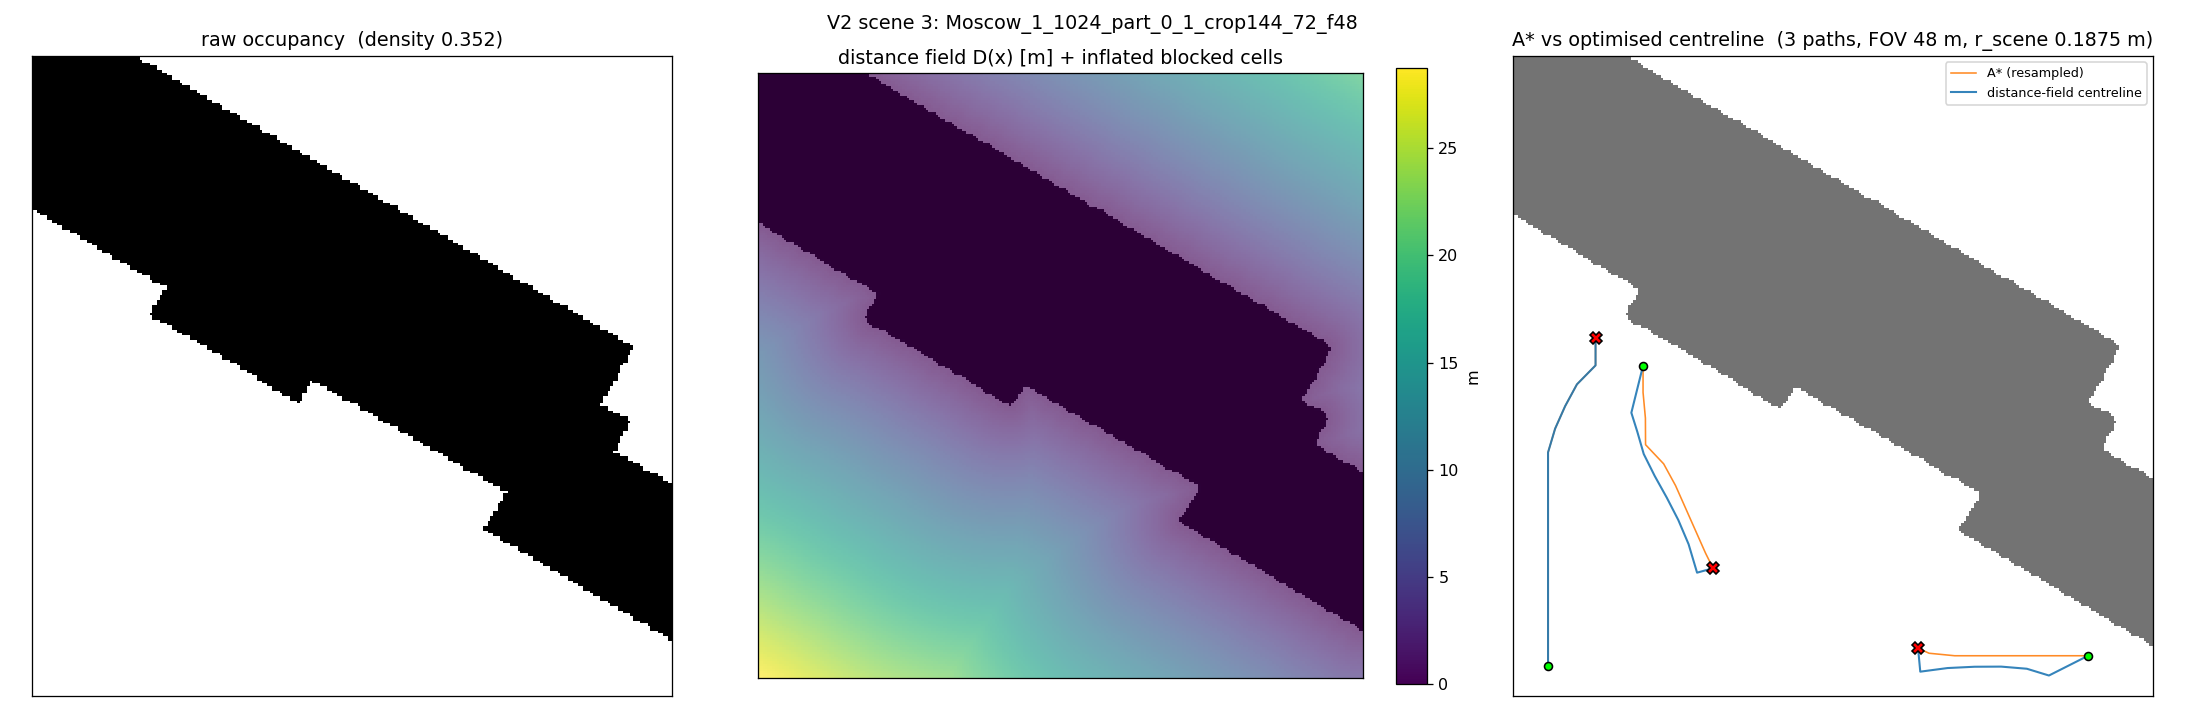 V2 scene 3: Moscow_1_1024_part_0_1_crop144_72_f48
raw occupancy  (density 0.352)
distance field D(x) [m] + inflated blocked cells
25
20
15
10
5
0
m
A* vs optimised centreline  (3 paths, FOV 48 m, r_scene 0.1875 m)
A* (resampled)
distance-field centreline